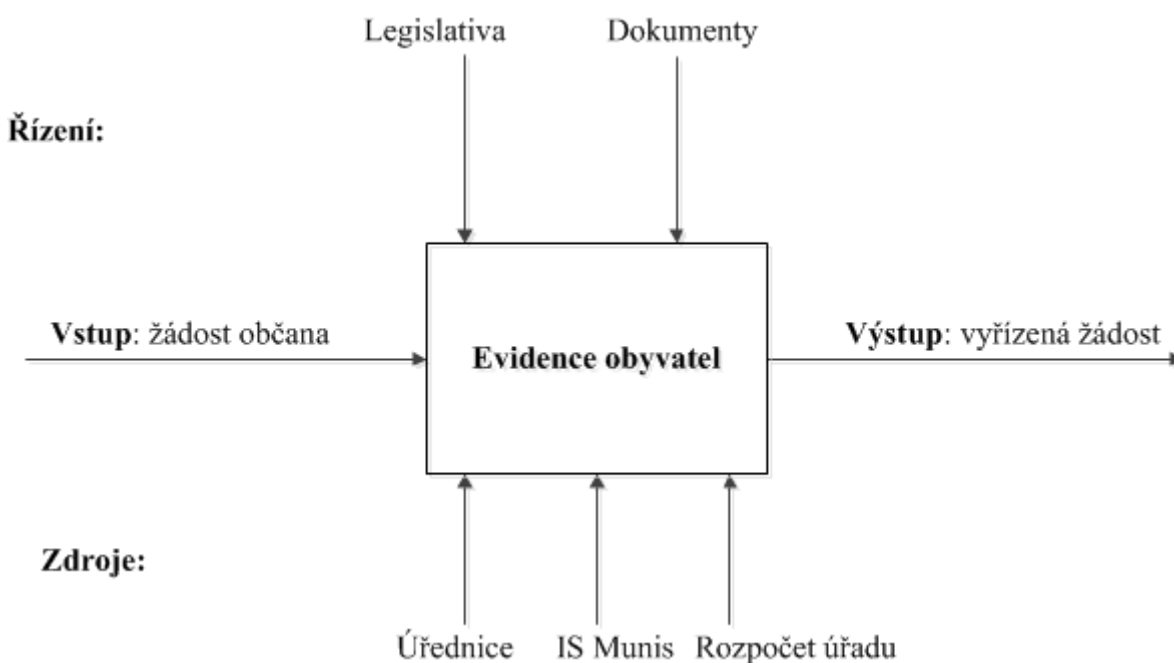 Legislativa
Dokumenty
Řízení:
Vstup: žádost občana
Evidence obyvatel
Výstup: vyřízená žádost
Zdroje:
Úřednice
IS Munis
Rozpočet úřadu